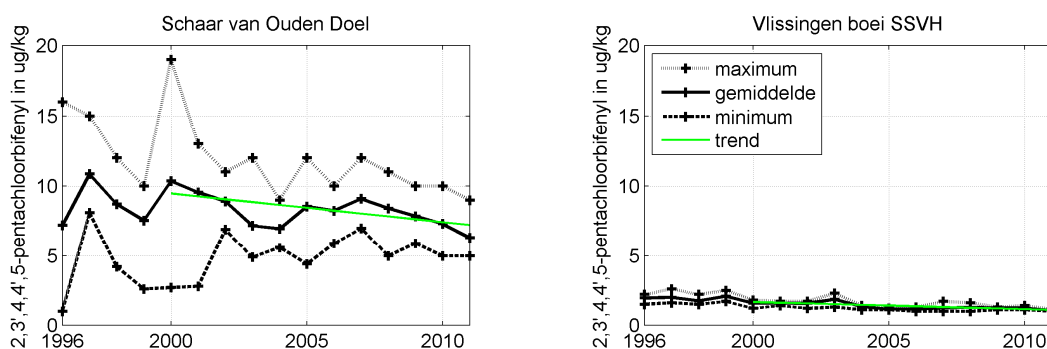 Schaar van Ouden Doel
2,3',4,4',5-pentachloorbifenyl in ug/kg
20
15
10
5
0
1996
2000
2005
2010
Vlissingen boei SSVH
2,3',4,4',5-pentachloorbifenyl in ug/kg
20
15
10
5
0
1996
2000
2005
2010
maximum
gemiddelde
minimum
trend